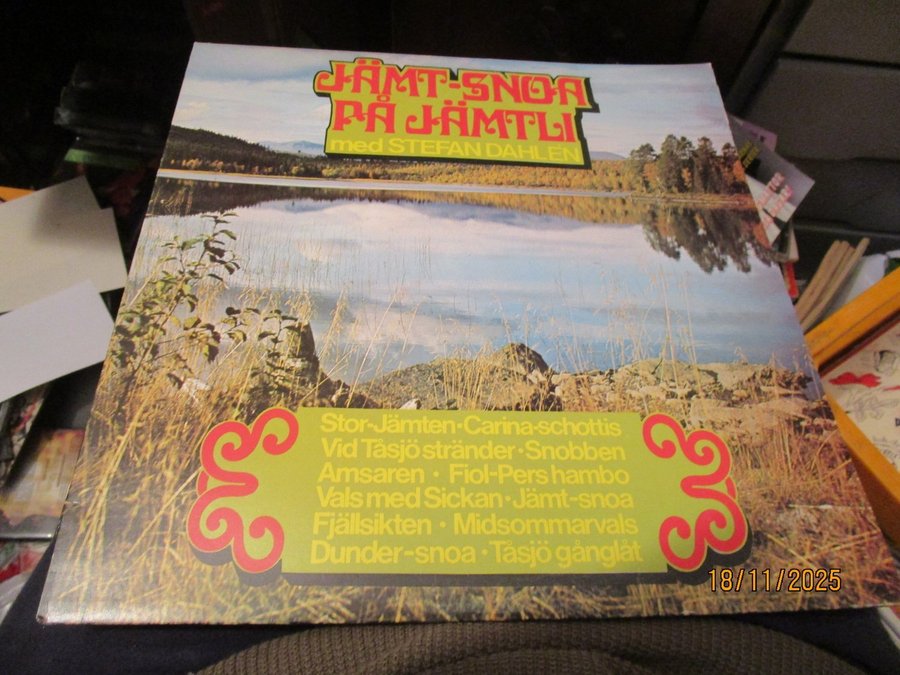 JÄMT-SNOA
PÅ JÄMTLI
med STEFAN DAHLEN
Stor-Jämten·Carina-schottis
Vid Tåsjö stränder·Snobben
Amsaren · Fiol-Pers hambo
Vals med Sickan·Jämt-snoa
Fjällsikten · Midsommarvals
Dunder-snoa·Tåsjö gånglåt
18/11/2025